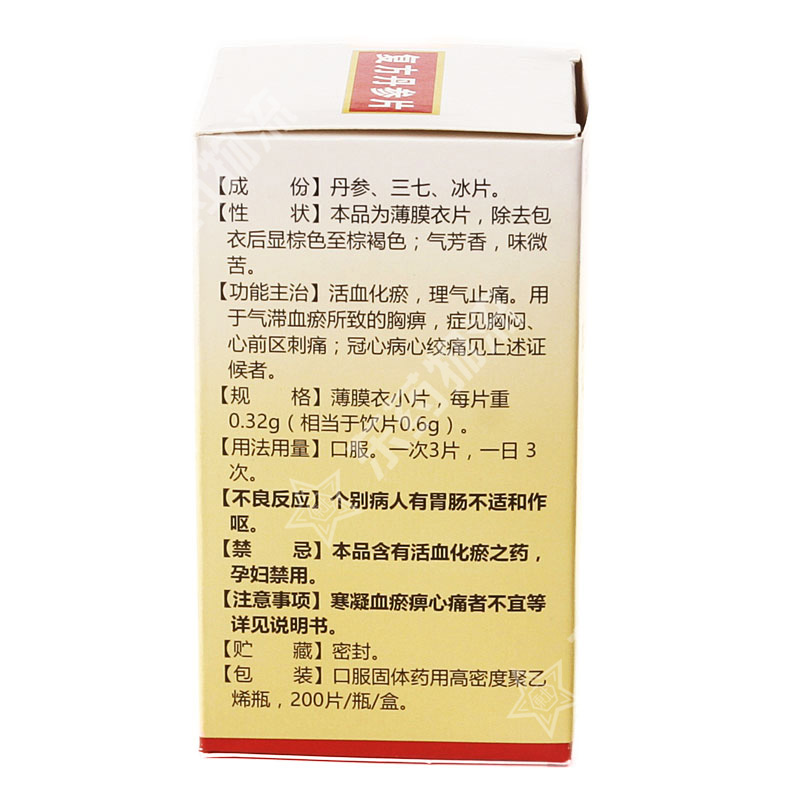 复方丹参片
【成 份】丹参、三七、冰片。
【性 状】本品为薄膜衣片，除去包
衣后显棕色至棕褐色；气芳香，味微
苦。
【功能主治】活血化瘀，理气止痛。用
于气滞血瘀所致的胸痹，症见胸闷、
心前区刺痛；冠心病心绞痛见上述证
候者。
【规 格】薄膜衣小片，每片重
0.32g（相当于饮片0.6g）。
【用法用量】口服。一次3片，一日 3
次。
【不良反应】个别病人有胃肠不适和作
呕。
【禁 忌】本品含有活血化瘀之药，
孕妇禁用。
【注意事项】寒凝血瘀痹心痛者不宜等
详见说明书。
【贮 藏】密封。
【包 装】口服固体药用高密度聚乙
烯瓶，200片/瓶/盒。